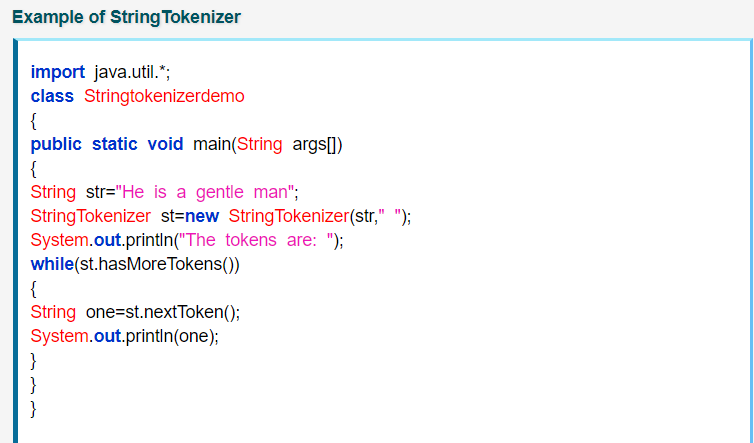 Example of StringTokenizer
import java.util.*;
class Stringtokenizerdemo
{
public static void main(String args[])
{
String str="He is a gentle man";
StringTokenizer st=new StringTokenizer(str," ");
System.out.println("The tokens are: ");
while(st.hasMoreTokens())
{
String one=st.nextToken();
System.out.println(one);
}
}
}